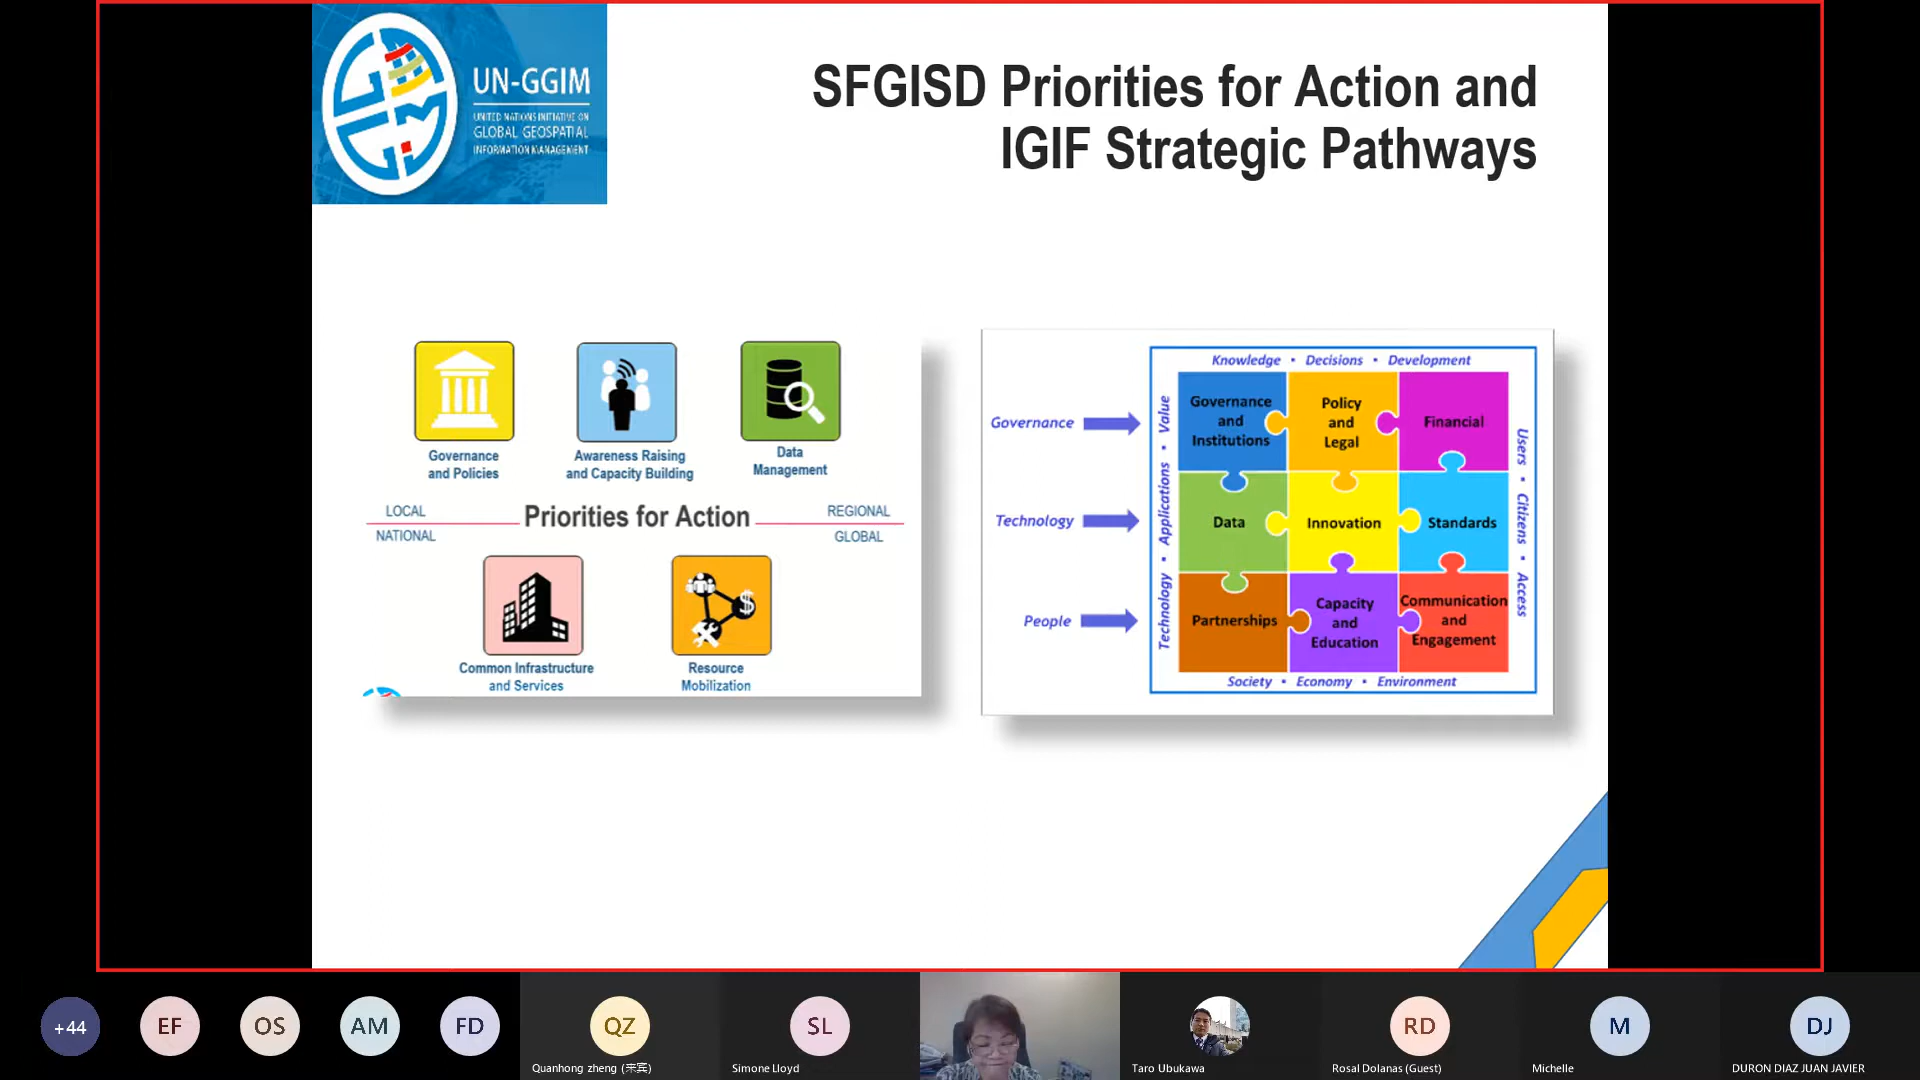 UN-GGIM
UNITED NATIONS INITIATIVE ON
GLOBAL GEOSPATIAL
INFORMATION MANAGEMENT
SFGISD Priorities for Action and
IGIF Strategic Pathways
Governance
and Policies
Awareness Raising
and Capacity Building
Data
Management
LOCAL
NATIONAL
Priorities for Action
REGIONAL
GLOBAL
Common Infrastructure
and Services
Resource
Mobilization
Governance
Technology
People
Knowledge • Decisions • Development
Technology • Applications • Value
Governance
and
Institutions
Policy
and
Legal
Financial
Data
Innovation
Standards
Partnerships
Capacity
and
Education
Communication
and
Engagement
Users • Citizens • Access
Society • Economy • Environment
+44
EF
OS
AM
FD
QZ
Quanhong zheng (荣宾)
SL
Simone Lloyd
Taro Ubukawa
RD
Rosal Dolanas (Guest)
M
Michelle
DJ
DURON DIAZ JUAN JAVIER